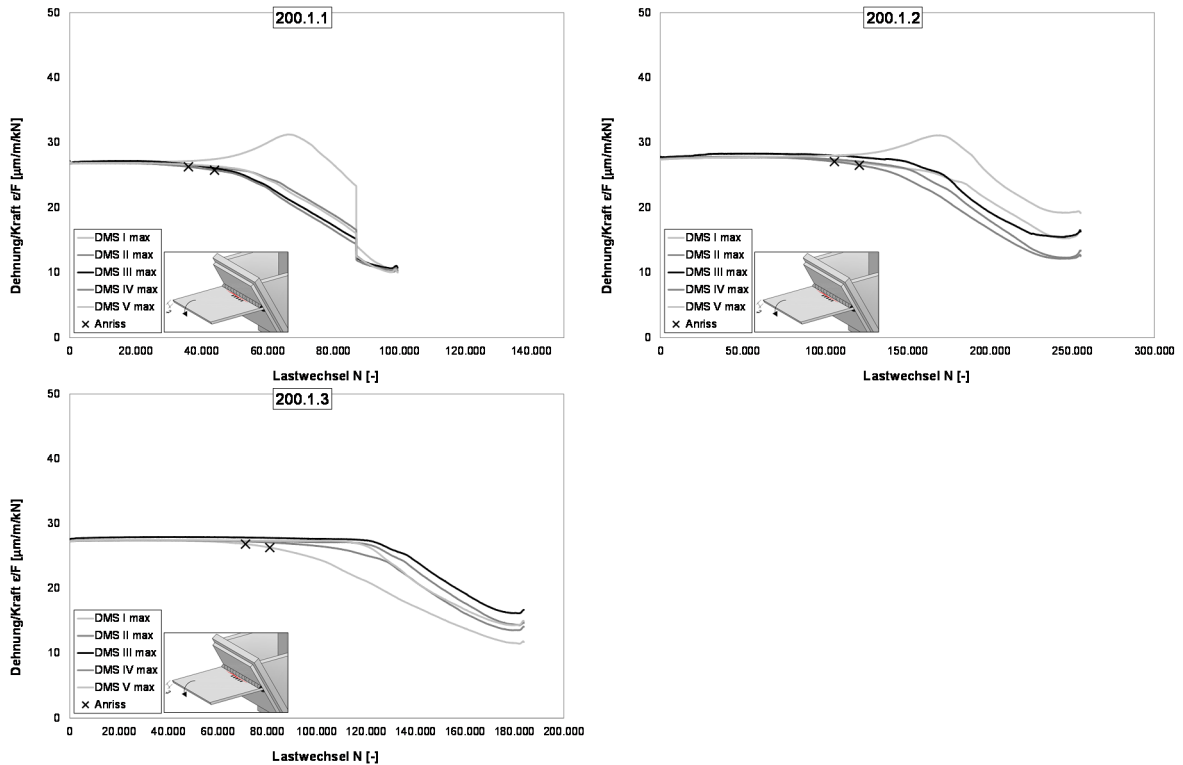 200.1.1
50
40
30
20
10
0
Dehnung/Kraft ε/F [µm/m/kN]
DMS I max
DMS II max
DMS III max
DMS IV max
DMS V max
Anriss
0 20.000 40.000 60.000 80.000 100.000 120.000 140.000
Lastwechsel N [-]
200.1.2
50
40
30
20
10
0
Dehnung/Kraft ε/F [µm/m/kN]
DMS I max
DMS II max
DMS III max
DMS IV max
DMS V max
Anriss
0 50.000 100.000 150.000 200.000 250.000 300.000
Lastwechsel N [-]
200.1.3
50
40
30
20
10
0
Dehnung/Kraft ε/F [µm/m/kN]
DMS I max
DMS II max
DMS III max
DMS IV max
DMS V max
Anriss
0 20.000 40.000 60.000 80.000 100.000 120.000 140.000 160.000 180.000 200.000
Lastwechsel N [-]